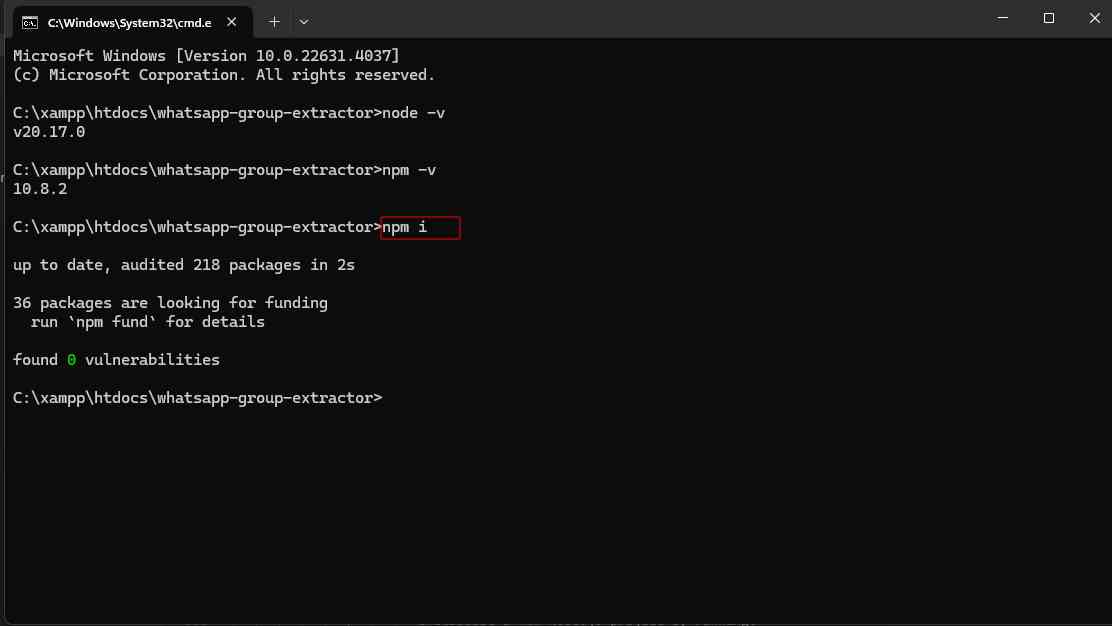 C:\Windows\System32\cmd.e
Microsoft Windows [Version 10.0.22631.4037]
(c) Microsoft Corporation. All rights reserved.
C:\xampp\htdocs\whatsapp-group-extractor>node -v
v20.17.0
C:\xampp\htdocs\whatsapp-group-extractor>npm -v
10.8.2
C:\xampp\htdocs\whatsapp-group-extractor>npm i
up to date, audited 218 packages in 2s
36 packages are looking for funding
  run `npm fund` for details
found 0 vulnerabilities
C:\xampp\htdocs\whatsapp-group-extractor>